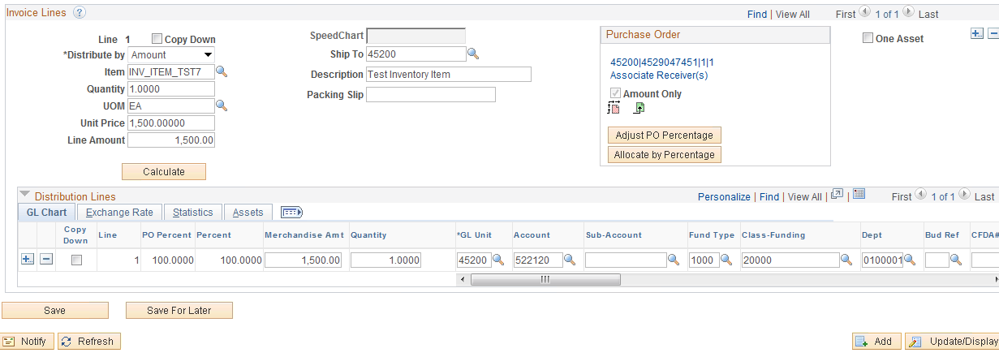 Invoice Lines ? Find | View All First 1 of 1 Last
Line 1 Copy Down
*Distribute by Amount
Item INV_ITEM_TST7
Quantity 1.0000
UOM EA
Unit Price 1,500.00000
Line Amount 1,500.00
Calculate
SpeedChart
Ship To 45200
Description Test Inventory Item
Packing Slip
Purchase Order
45200|4529047451|1|1
Associate Receiver(s)
Amount Only
Adjust PO Percentage
Allocate by Percentage
One Asset
Distribution Lines Personalize | Find | View All | | First 1 of 1 Last
GL Chart Exchange Rate Statistics Assets
Copy Down Line PO Percent Percent Merchandise Amt Quantity *GL Unit Account Sub-Account Fund Type Class-Funding Dept Bud Ref CFDA#
1 100.0000 100.0000 1,500.00 1.0000 45200 522120 1000 20000 0100001
Save Save For Later
Notify Refresh Add Update/Display